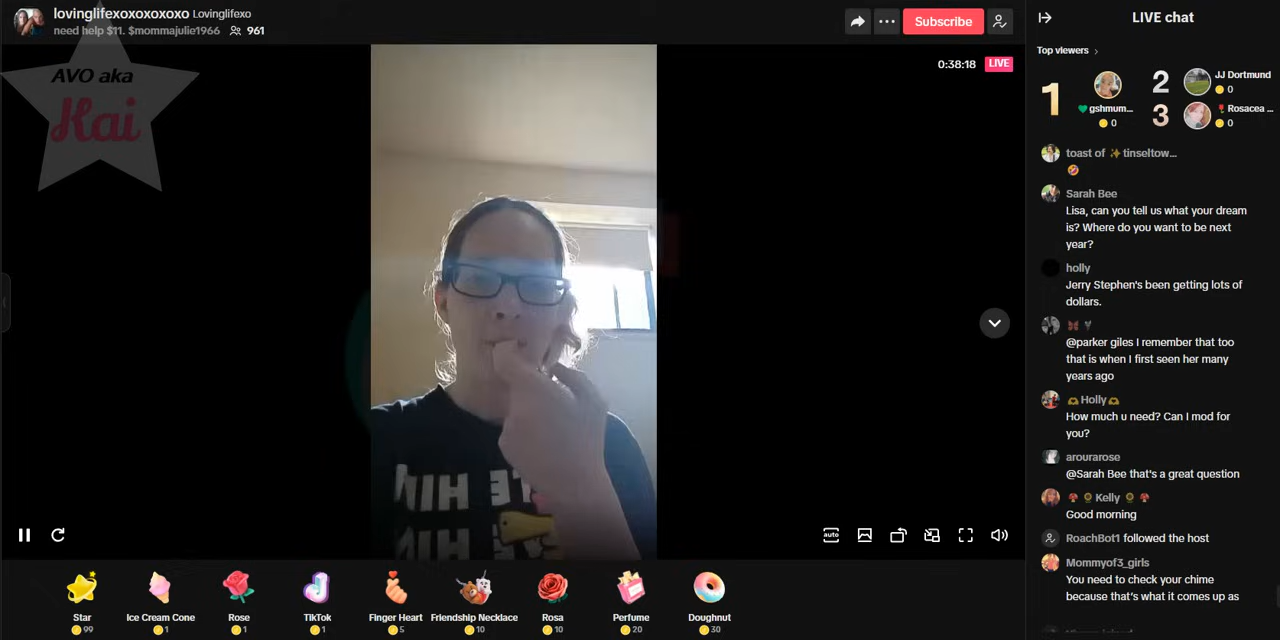 lovinglifexoxoxoxoxo Lovinglifexo
need help $11. $mommajulie1966 961
Subscribe
AVO aka
Kai
0:38:18 LIVE
auto
Star
99
Ice Cream Cone
1
Rose
1
TikTok
1
Finger Heart
5
Friendship Necklace
10
Rosa
10
Perfume
20
Doughnut
30
LIVE chat
Top viewers
1
gshmum...
0
2
JJ Dortmund
0
3
Rosacea ...
0
toast of ✨ tinseltow...
🤣
Sarah Bee
Lisa, can you tell us what your dream
is? Where do you want to be next
year?
holly
Jerry Stephen's been getting lots of
dollars.
@parker giles I remember that too
that is when I first seen her many
years ago
Holly
How much u need? Can I mod for
you?
arourarose
@Sarah Bee that's a great question
Kelly
Good morning
RoachBot1 followed the host
Mommyof3_girls
You need to check your chime
because that's what it comes up as